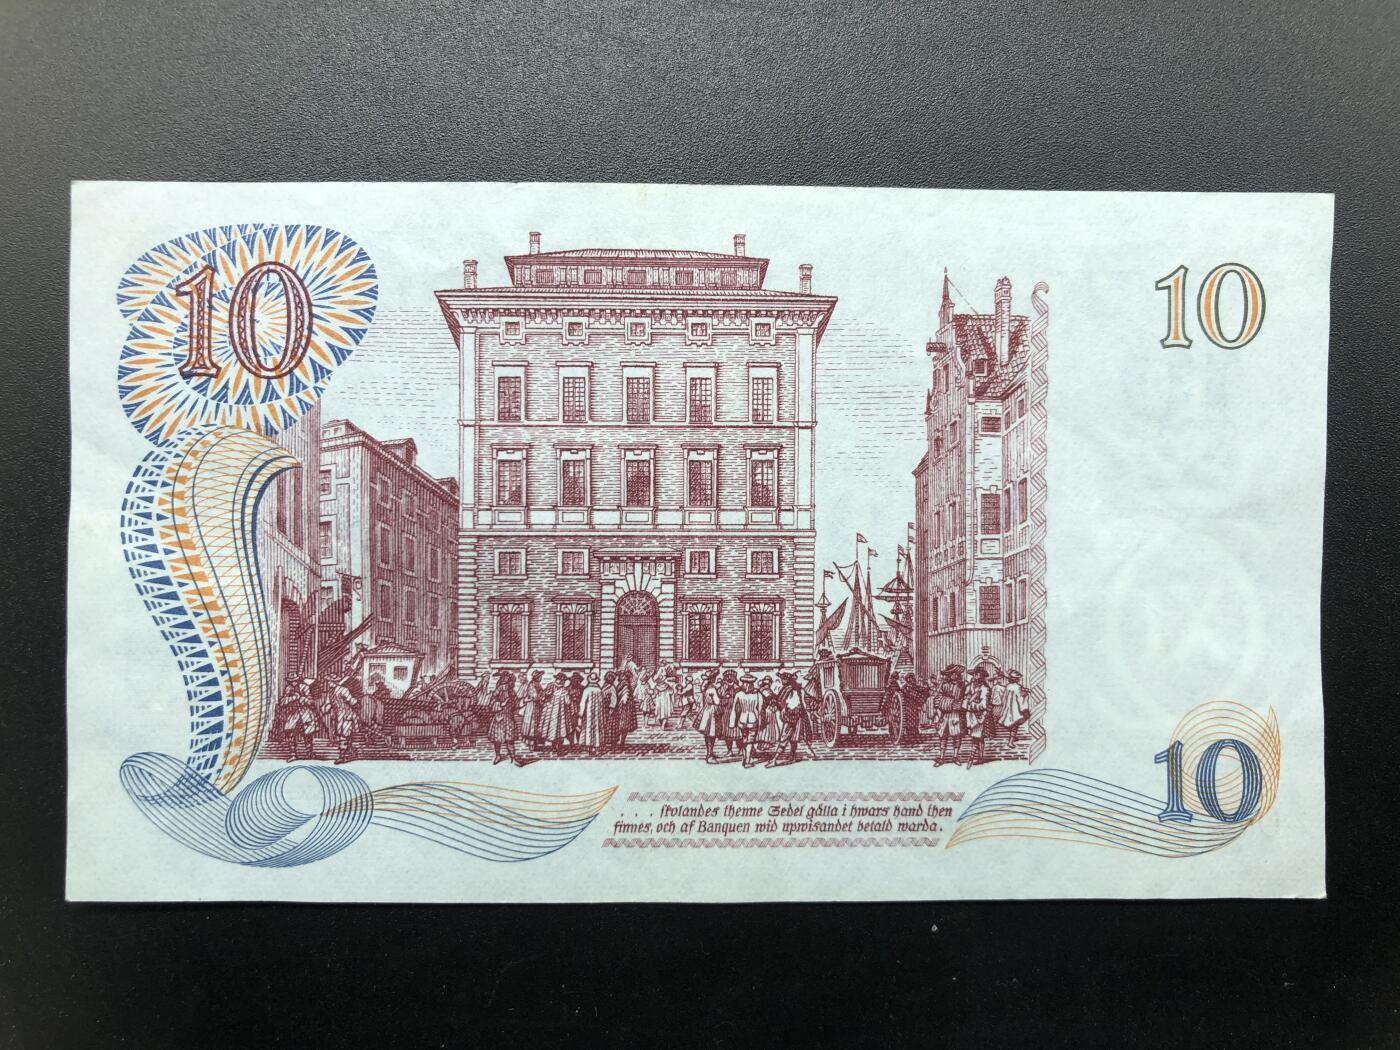 10
10
. . . skolandes thenne Sedel gälla i hwars hand then
finnes, och af Banquen wid upwisandet betald warda.
10